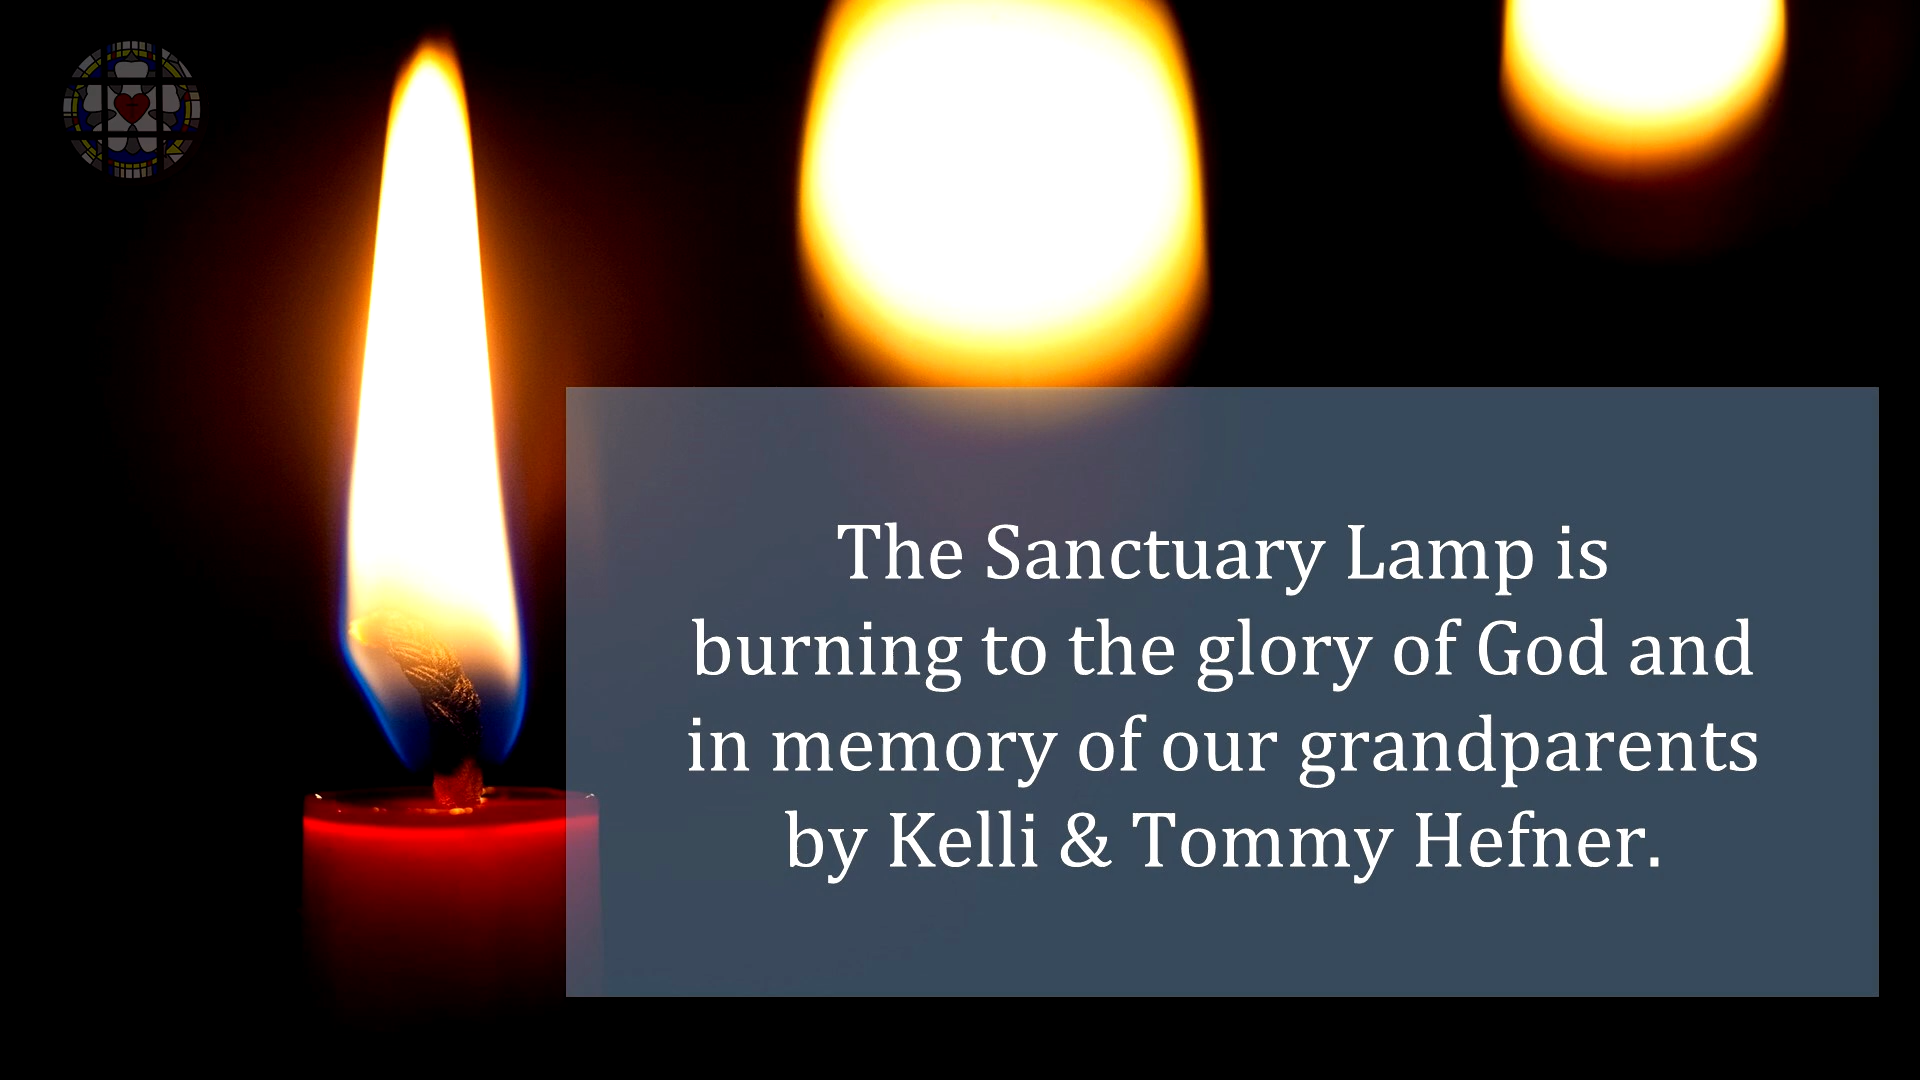 The Sanctuary Lamp is
burning to the glory of God and
in memory of our grandparents
by Kelli & Tommy Hefner.